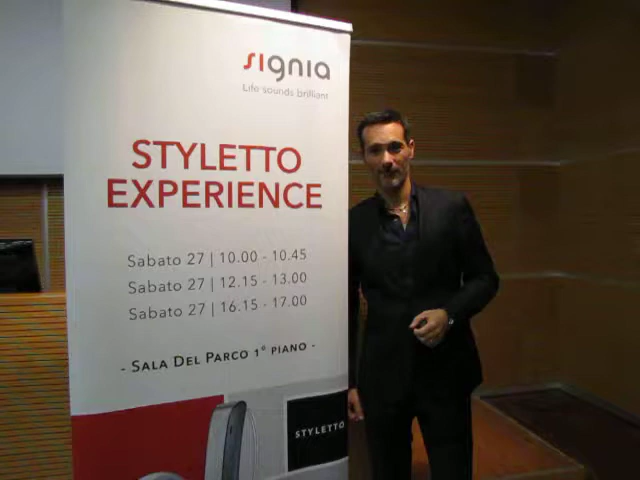 signia
Life sounds brilliant
STYLETTO
EXPERIENCE
Sabato 27 | 10.00 - 10.45
Sabato 27 | 12.15 - 13.00
Sabato 27 | 16.15 - 17.00
- SALA DEL PARCO 1° PIANO -
STYLETTO